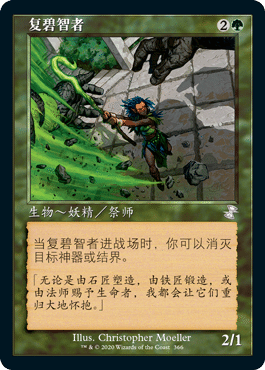 复碧智者 2
生物～妖精／祭师
当复碧智者进战场时，你可以消灭
目标神器或结界。
「无论是由石匠塑造，由铁匠锻造，或
由法师赐予生命者，我都会让它们重
归大地怀抱。」
Illus. Christopher Moeller
™ & © 2020 Wizards of the Coast 366
2/1